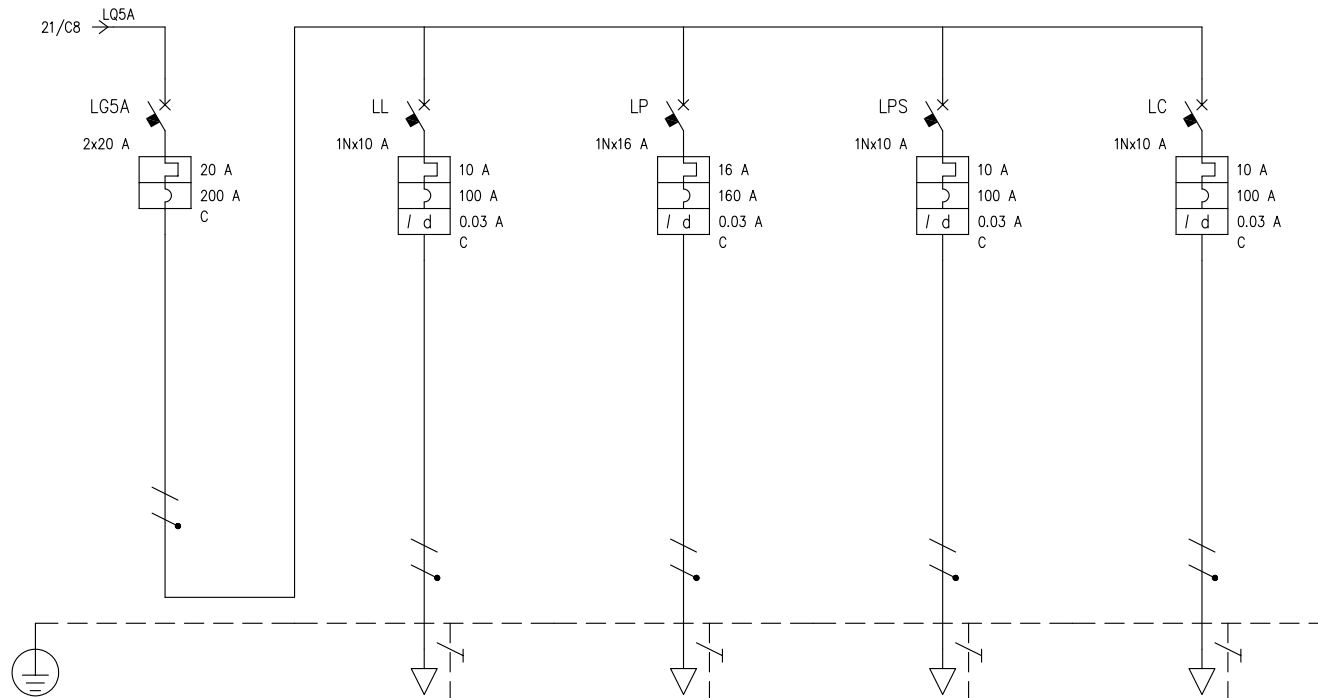 LQ5A
21/C8
LG5A
2x20 A
20 A
200 A
C
LL
1Nx10 A
10 A
100 A
I d 0.03 A
C
LP
1Nx16 A
16 A
160 A
I d 0.03 A
C
LPS
1Nx10 A
10 A
100 A
I d 0.03 A
C
LC
1Nx10 A
10 A
100 A
I d 0.03 A
C